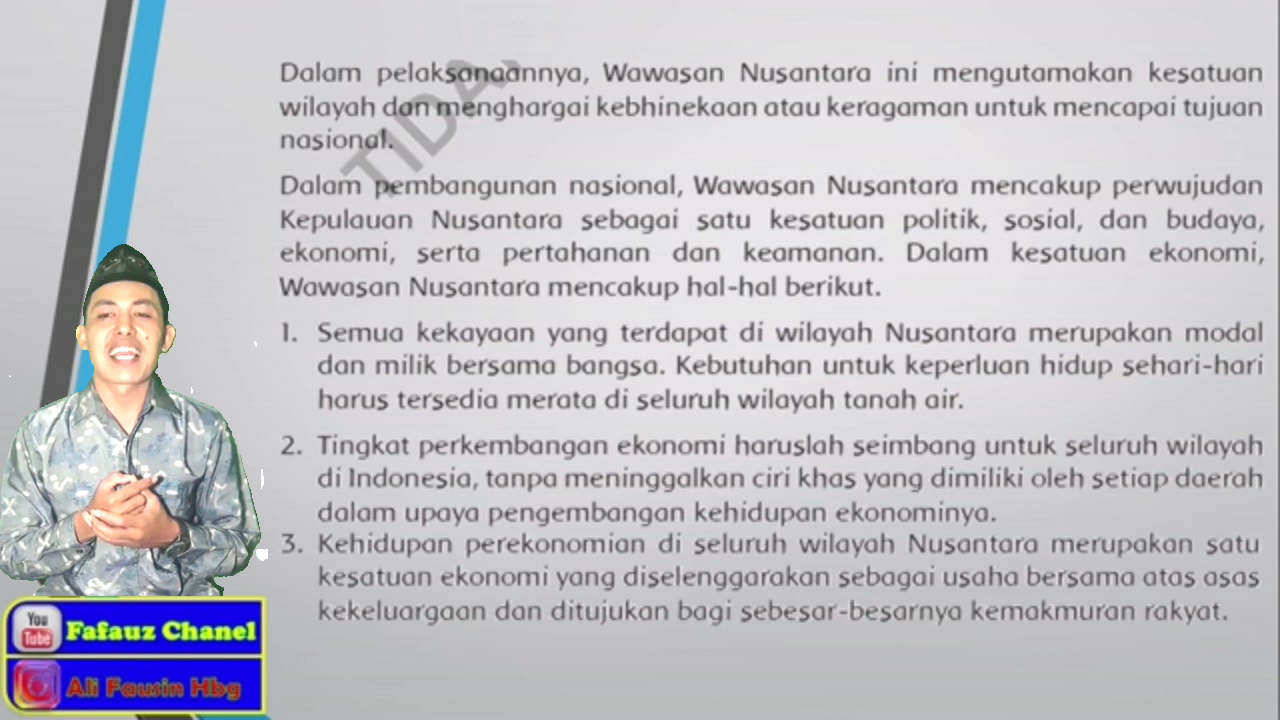 Dalam pelaksanaannya, Wawasan Nusantara ini mengutamakan kesatuan
wilayah dan menghargai kebhinekaan atau keragaman untuk mencapai tujuan
nasional.
TIDA
Dalam pembangunan nasional, Wawasan Nusantara mencakup perwujudan
Kepulauan Nusantara sebagai satu kesatuan politik, sosial, dan budaya,
ekonomi, serta pertahanan dan keamanan. Dalam kesatuan ekonomi,
Wawasan Nusantara mencakup hal-hal berikut.
1. Semua kekayaan yang terdapat di wilayah Nusantara merupakan modal
dan milik bersama bangsa. Kebutuhan untuk keperluan hidup sehari-hari
harus tersedia merata di seluruh wilayah tanah air.
2. Tingkat perkembangan ekonomi haruslah seimbang untuk seluruh wilayah
di Indonesia, tanpa meninggalkan ciri khas yang dimiliki oleh setiap daerah
dalam upaya pengembangan kehidupan ekonominya.
3. Kehidupan perekonomian di seluruh wilayah Nusantara merupakan satu
kesatuan ekonomi yang diselenggarakan sebagai usaha bersama atas asas
kekeluargaan dan ditujukan bagi sebesar-besarnya kemakmuran rakyat.
You
Tube
Fafauz Chanel
Ali Fausin Hbg